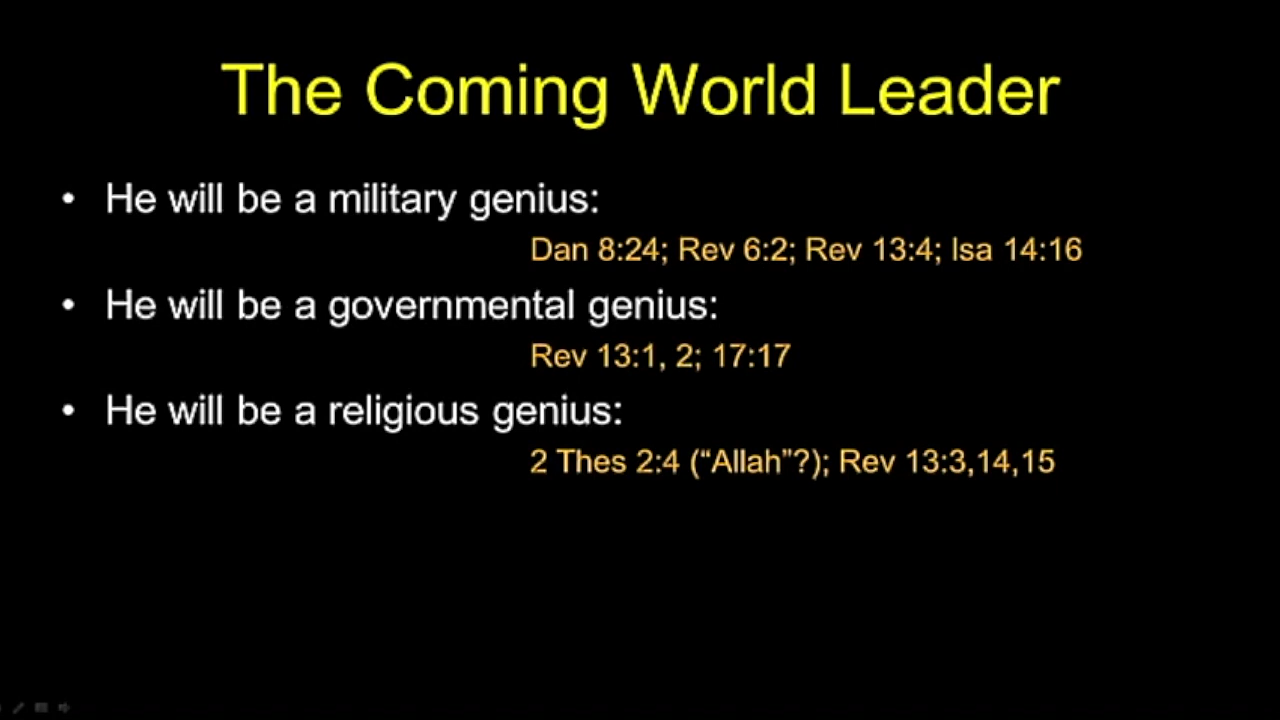 The Coming World Leader
• He will be a military genius:
Dan 8:24; Rev 6:2; Rev 13:4; Isa 14:16
• He will be a governmental genius:
Rev 13:1, 2; 17:17
• He will be a religious genius:
2 Thes 2:4 (“Allah”?); Rev 13:3,14,15